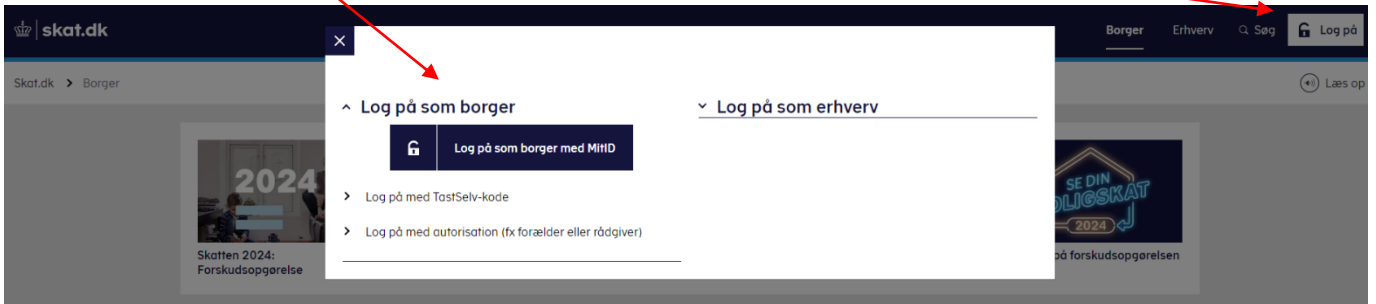 skat.dk
Borger
Erhverv
Søg
Log på
Skat.dk > Borger
Læs op
Log på som borger
Log på som borger med MitID
Log på med TastSelv-kode
Log på med autorisation (fx forælder eller rådgiver)
Log på som erhverv
2024
Skatten 2024:
Forskudsopgørelse
SE DIN
OLIGSKAT
2024
på forskudsopgørelsen